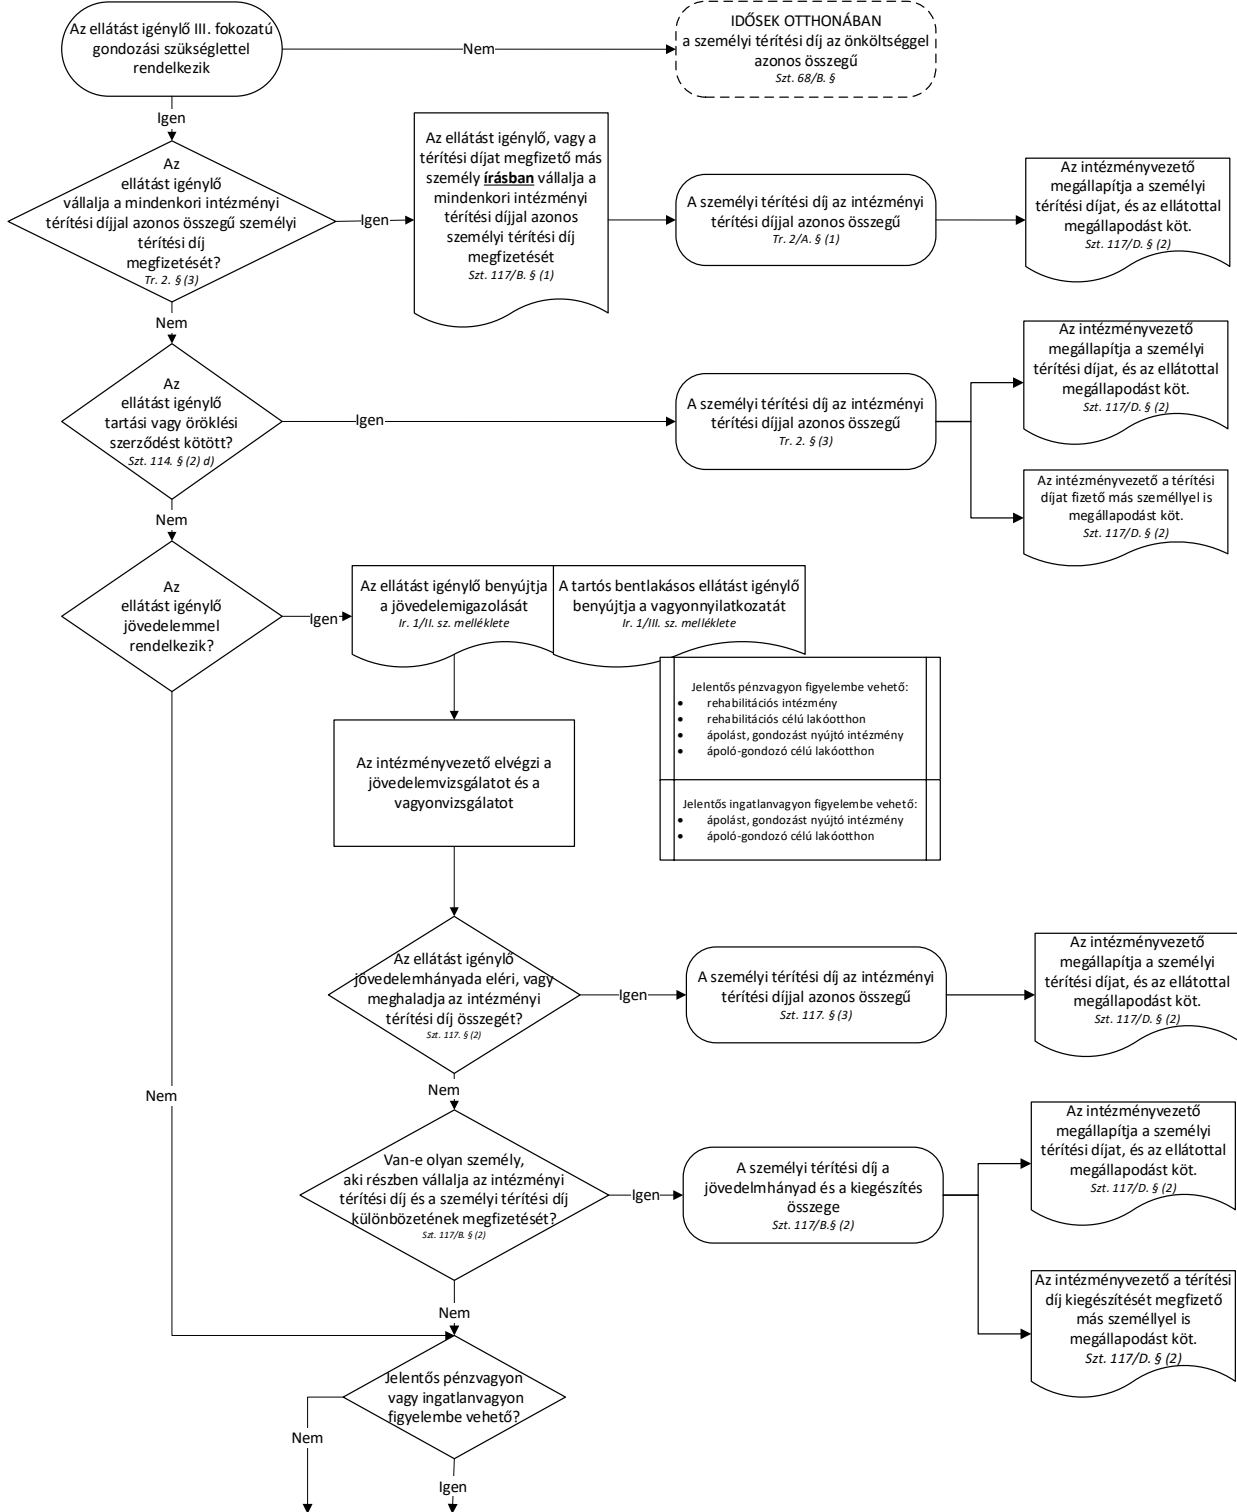 Az ellátást igénylő III. fokozatú
gondozási szükséglettel
rendelkezik
Nem
IDŐSEK OTTHONÁBAN
a személyi térítési díj az önköltséggel
azonos összegű
Szt. 68/B. §
Igen
Az
ellátást igénylő
vállalja a mindenkori intézményi
térítési díjjal azonos összegű személyi
térítési díj
megfizetését?
Tr. 2. § (3)
Igen
Az ellátást igénylő, vagy a
térítési díjat megfizető más
személy írásban vállalja a
mindenkori intézményi
térítési díjjal azonos
személyi térítési díj
megfizetését
Szt. 117/B. § (1)
A személyi térítési díj az intézményi
térítési díjjal azonos összegű
Tr. 2/A. § (1)
Az intézményvezető
megállapítja a személyi
térítési díjat, és az ellátottal
megállapodást köt.
Szt. 117/D. § (2)
Nem
Az
ellátást igénylő
tartási vagy öröklési
szerződést kötött?
Szt. 114. § (2) d)
Igen
A személyi térítési díj az intézményi
térítési díjjal azonos összegű
Tr. 2. § (3)
Az intézményvezető
megállapítja a személyi
térítési díjat, és az ellátottal
megállapodást köt.
Szt. 117/D. § (2)
Az intézményvezető a térítési
díjat fizető más személlyel is
megállapodást köt.
Szt. 117/D. § (2)
Nem
Az
ellátást igénylő
jövedelemmel
rendelkezik?
Igen
Az ellátást igénylő benyújtja
a jövedelemigazolását
Ir. 1/II. sz. melléklete
A tartós bentlakásos ellátást igénylő
benyújtja a vagyonnyilatkozatát
Ir. 1/III. sz. melléklete
Jelentős pénzvagyon figyelembe vehető:
• rehabilitációs intézmény
• rehabilitációs célú lakóotthon
• ápolást, gondozást nyújtó intézmény
• ápoló-gondozó célú lakóotthon
Jelentős ingatlanvagyon figyelembe vehető:
• ápolást, gondozást nyújtó intézmény
• ápoló-gondozó célú lakóotthon
Az intézményvezető elvégzi a
jövedelemvizsgálatot és a
vagyonvizsgálatot
Az ellátást igénylő
jövedelemhányada eléri, vagy
meghaladja az intézményi
térítési díj összegét?
Szt. 117. § (2)
Igen
A személyi térítési díj az intézményi
térítési díjjal azonos összegű
Szt. 117. § (3)
Az intézményvezető
megállapítja a személyi
térítési díjat, és az ellátottal
megállapodást köt.
Szt. 117/D. § (2)
Nem
Nem
Van-e olyan személy,
aki részben vállalja az intézményi
térítési díj és a személyi térítési díj
különbözetének megfizetését?
Szt. 117/B. § (2)
Igen
A személyi térítési díj a
jövedelmhányad és a kiegészítés
összege
Szt. 117/B.§ (2)
Az intézményvezető
megállapítja a személyi
térítési díjat, és az ellátottal
megállapodást köt.
Szt. 117/D. § (2)
Az intézményvezető a térítési
díj kiegészítését megfizető
más személlyel is
megállapodást köt.
Szt. 117/D. § (2)
Nem
Jelentős pénzvagyon
vagy ingatlanvagyon
figyelembe vehető?
Nem
Igen